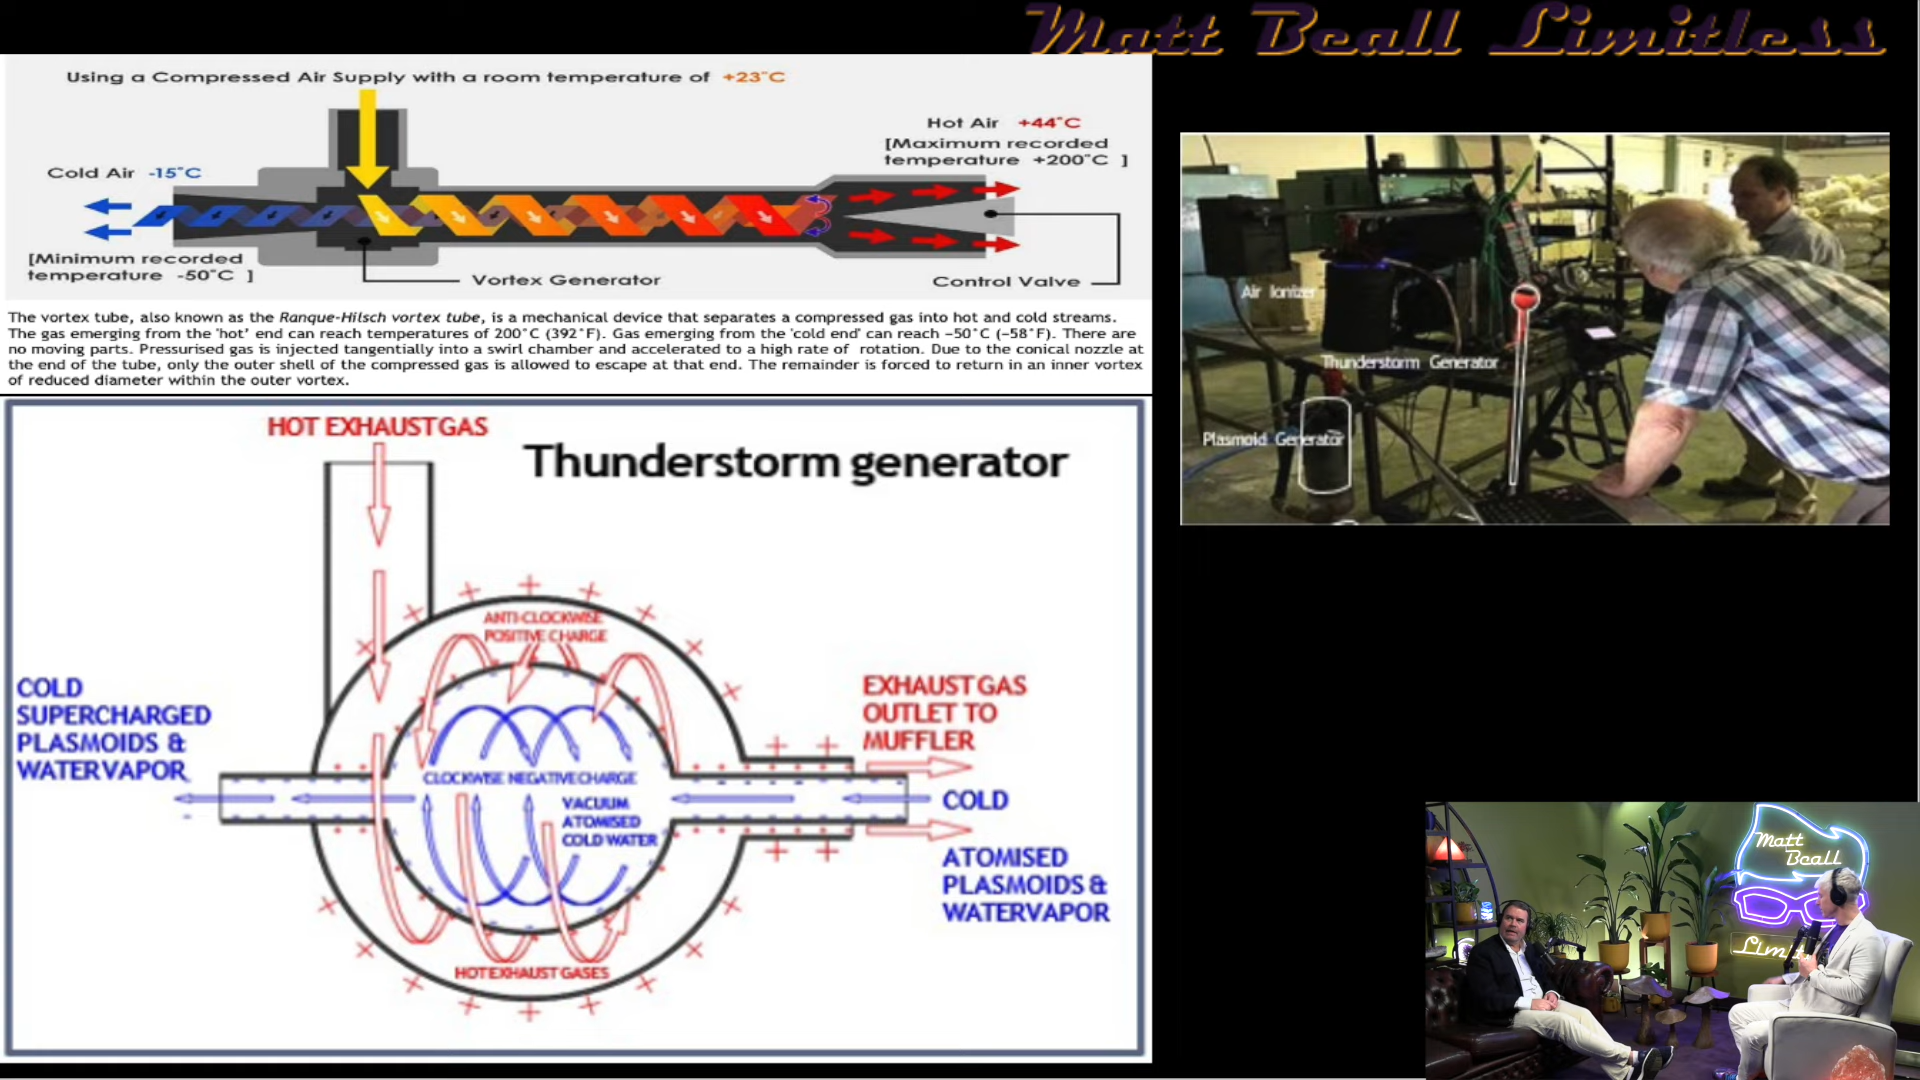 Matt Beall Limitless
Using a Compressed Air Supply with a room temperature of +23°C
Hot Air +44°C
[Maximum recorded
temperature +200°C ]
Cold Air -15°C
[Minimum recorded
temperature -50°C ]
Vortex Generator
Control Valve
The vortex tube, also known as the Ranque-Hilsch vortex tube, is a mechanical device that separates a compressed gas into hot and cold streams.
The gas emerging from the 'hot' end can reach temperatures of 200°C (392°F). Gas emerging from the 'cold end' can reach −50°C (−58°F). There are
no moving parts. Pressurised gas is injected tangentially into a swirl chamber and accelerated to a high rate of rotation. Due to the conical nozzle at
the end of the tube, only the outer shell of the compressed gas is allowed to escape at that end. The remainder is forced to return in an inner vortex
of reduced diameter within the outer vortex.
HOT EXHAUST GAS
Thunderstorm generator
ANTI-CLOCKWISE
POSITIVE CHARGE
COLD
SUPERCHARGED
PLASMOIDS &
WATERVAPOR
EXHAUST GAS
OUTLET TO
MUFFLER
CLOCKWISE NEGATIVE CHARGE
VACUUM
ATOMISED
COLD WATER
COLD
ATOMISED
PLASMOIDS &
WATERVAPOR
HOT EXHAUST GASES
Air Ionizer
Thunderstorm Generator
Plasmoid Generator
Matt
Beall